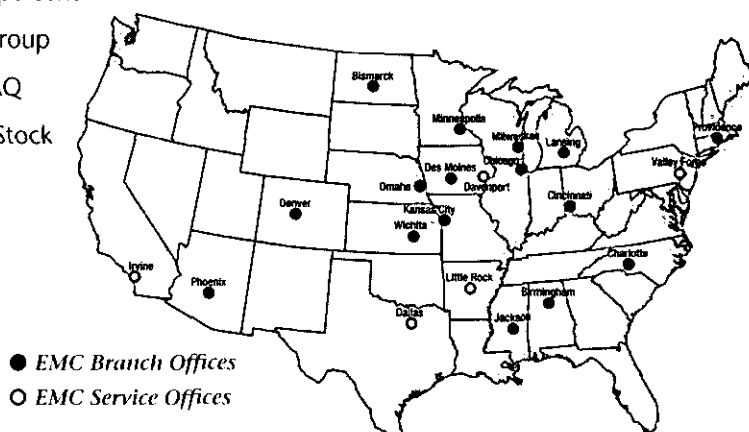 roup
AQ
Stock
Bismarck
Minneapolis
Milwaukee
Lansing
Providence
Chicago
Valley Forge
Des Moines
Davenport
Omaha
Cincinnati
Denver
Kansas City
Wichita
Charlotte
Irvine
Phoenix
Little Rock
Birmingham
Dallas
Jackson
EMC Branch Offices
EMC Service Offices